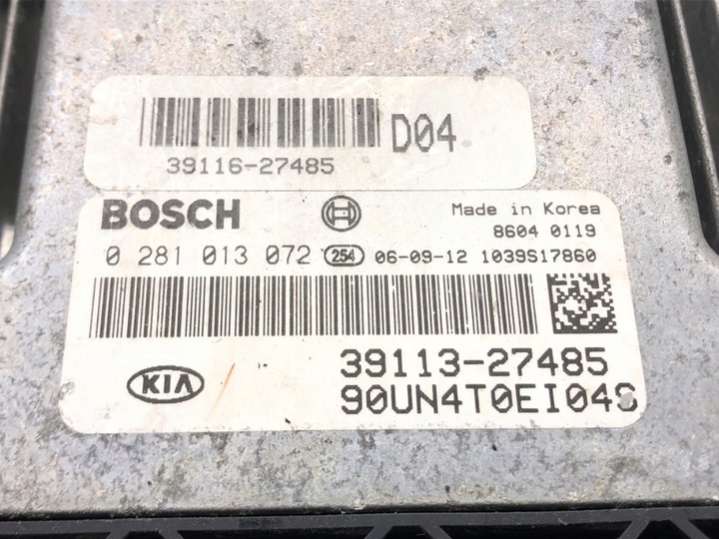 D04
39116-27485
BOSCH
Made in Korea
8604 0119
0 281 013 072 254 06-09-12 1039S17860
KIA
39113-27485
90UN4T0EI04S